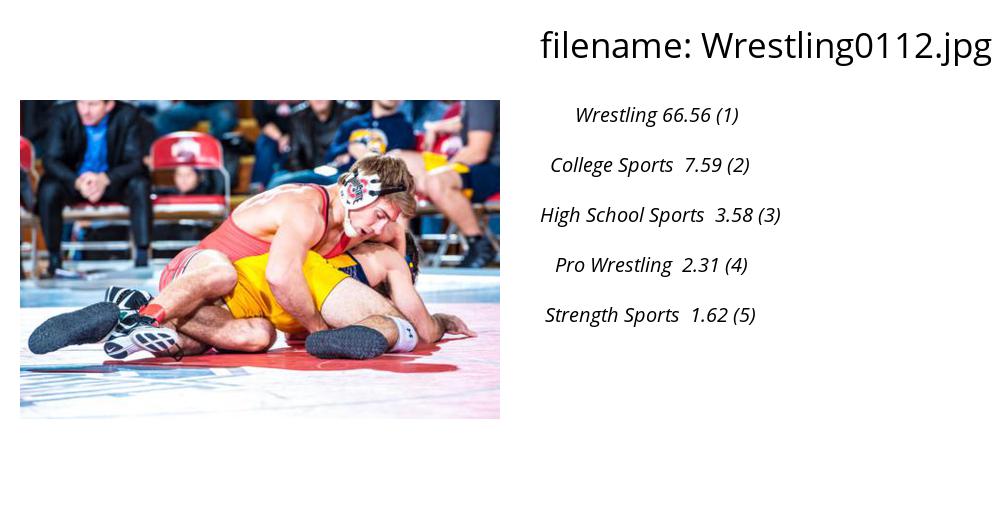 filename: Wrestling0112.jpg
Wrestling 66.56 (1)
College Sports 7.59 (2)
High School Sports 3.58 (3)
Pro Wrestling 2.31 (4)
Strength Sports 1.62 (5)